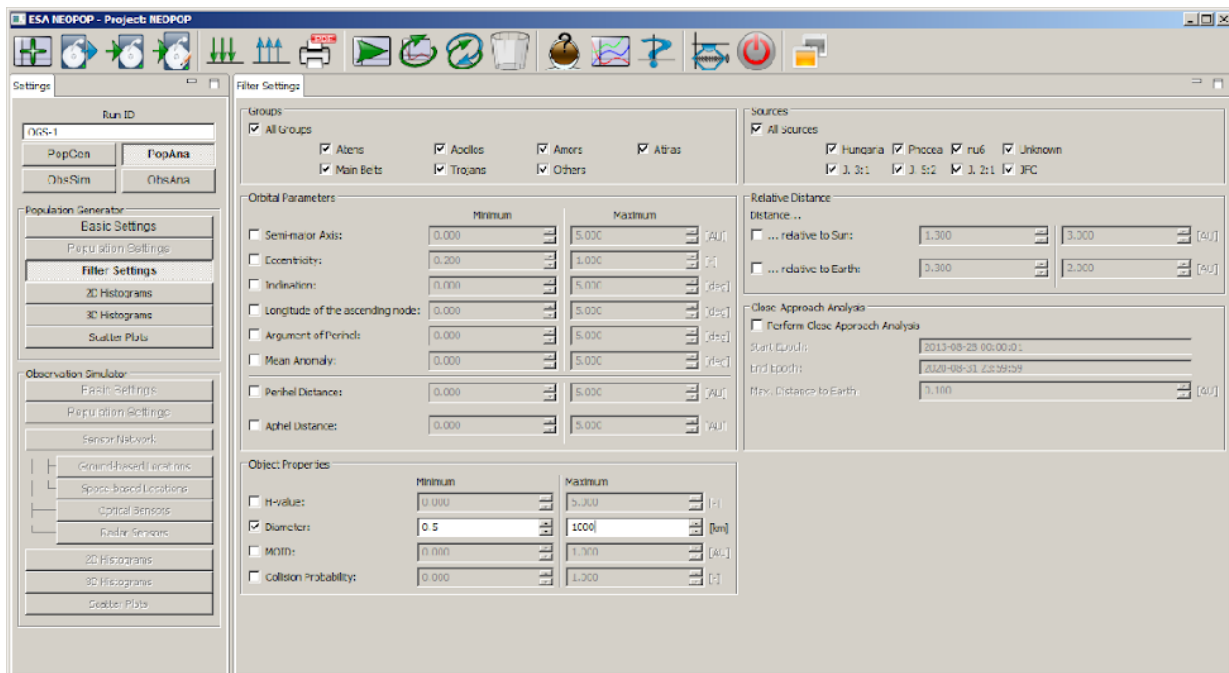 ESA NEOPOP - Project: NEOPOP
Settings
Run ID
OGS-1
PopGen PopAna
ObsSim ObsAna
Population Generator
Basic Settings
Population Settings
Filter Settings
2D Histograms
3D Histograms
Scatter Plots
Observation Simulator
Basic Settings
Population Settings
Sensor Network
Ground-based Locations
Space-based Locations
Optical Sensors
Radar Sensors
2D Histograms
3D Histograms
Scatter Plots
Filter Settings
Groups
All Groups
Atens Apollos Amors Atiras
Main Belts Trojans Others
Orbital Parameters
Minimum Maximum
Semi-major Axis: 0.000 5.000 [AU]
Eccentricity: 0.200 1.000 [-]
Inclination: 0.000 5.000 [deg]
Longitude of the ascending node: 0.000 5.000 [deg]
Argument of Perihel: 0.000 5.000 [deg]
Mean Anomaly: 0.000 5.000 [deg]
Perihel Distance: 0.000 5.000 [AU]
Aphel Distance: 0.000 5.000 [AU]
Object Properties
Minimum Maximum
H-value: 0.000 5.000 [-]
Diameter: 0.5 1000 [km]
MOID: 0.000 1.000 [AU]
Collision Probability: 0.000 1.000 [-]
Sources
All Sources
Hungaria Phocea nu6 Unknown
J. 3:1 J. 5:2 J. 2:1 JFC
Relative Distance
Distance...
... relative to Sun: 1.300 3.000 [AU]
... relative to Earth: 0.300 2.000 [AU]
Close Approach Analysis
Perform Close Approach Analysis
Start Epoch: 00:00:01
End Epoch: 2020-08-31 23:59:59
Max. Distance to Earth: 0.100 [AU]